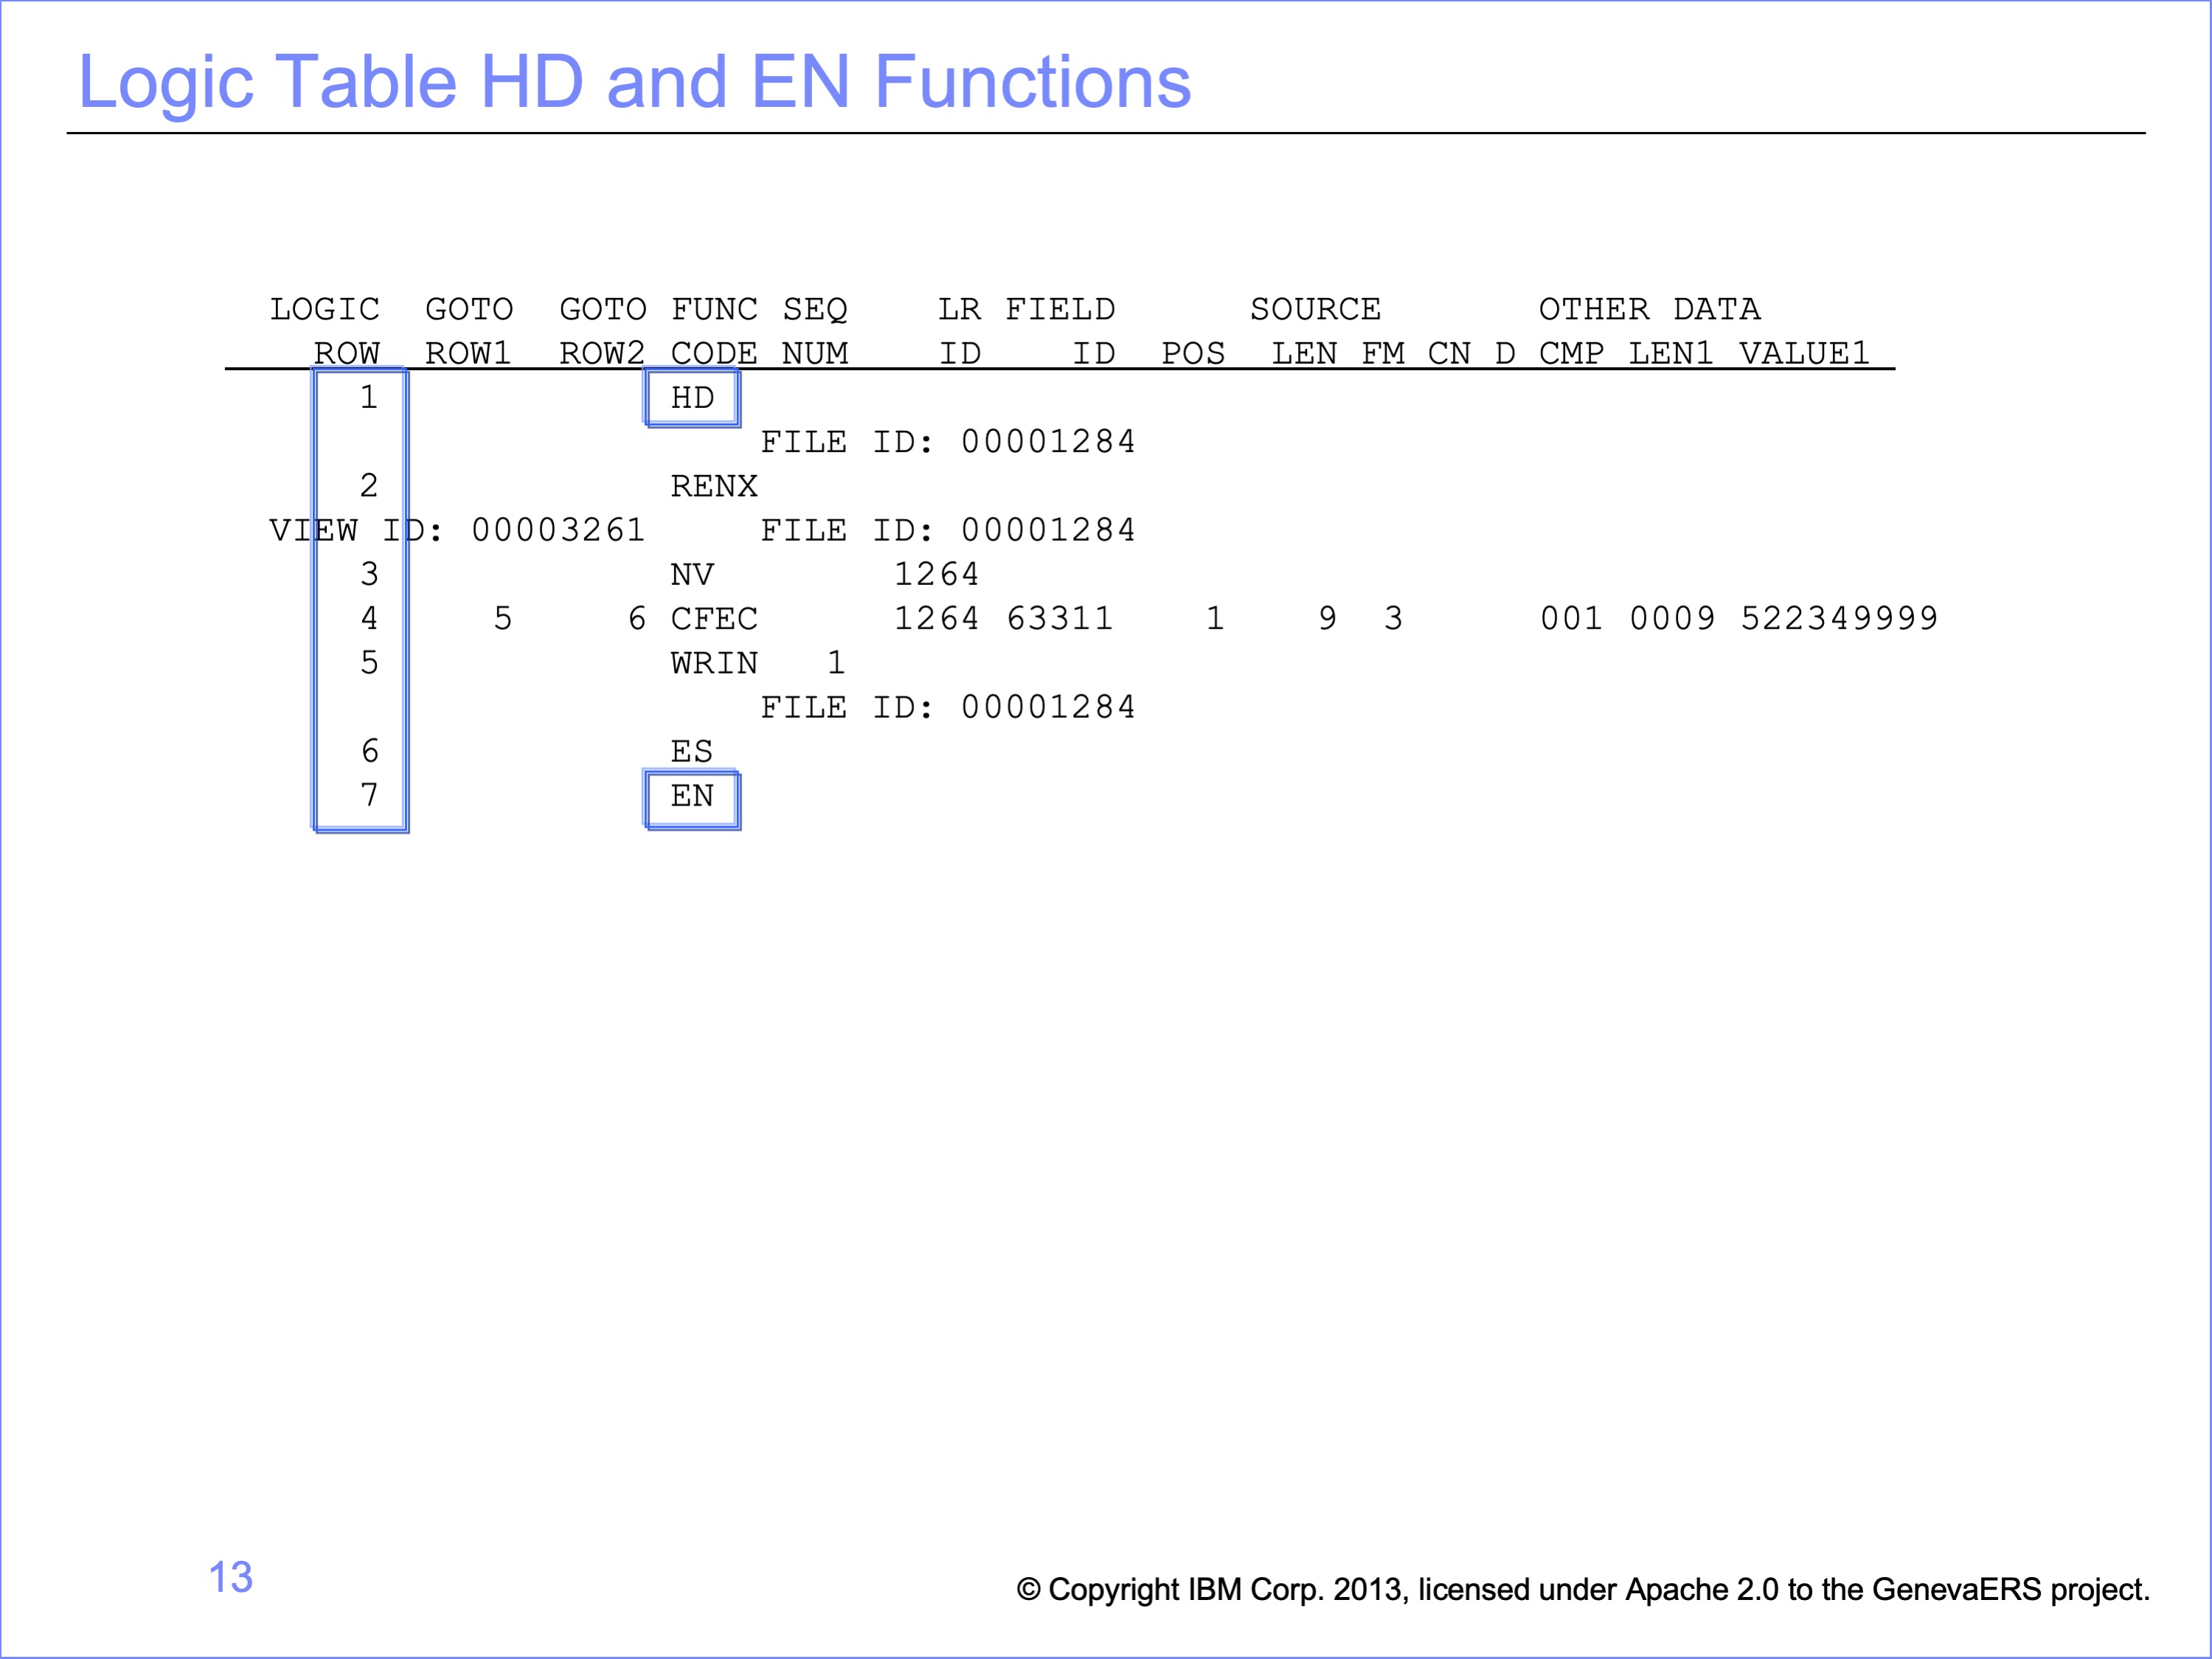 Logic Table HD and EN Functions
LOGIC GOTO GOTO FUNC SEQ LR FIELD SOURCE OTHER DATA
ROW ROW1 ROW2 CODE NUM ID ID POS LEN FM CN D CMP LEN1 VALUE1
1 HD
FILE ID: 00001284
2 RENX
VIEW ID: 00003261 FILE ID: 00001284
3 NV 1264
4 5 6 CFEC 1264 63311 1 9 3 001 0009 522349999
5 WRIN 1
FILE ID: 00001284
6 ES
7 EN
13
© Copyright IBM Corp. 2013, licensed under Apache 2.0 to the GenevaERS project.